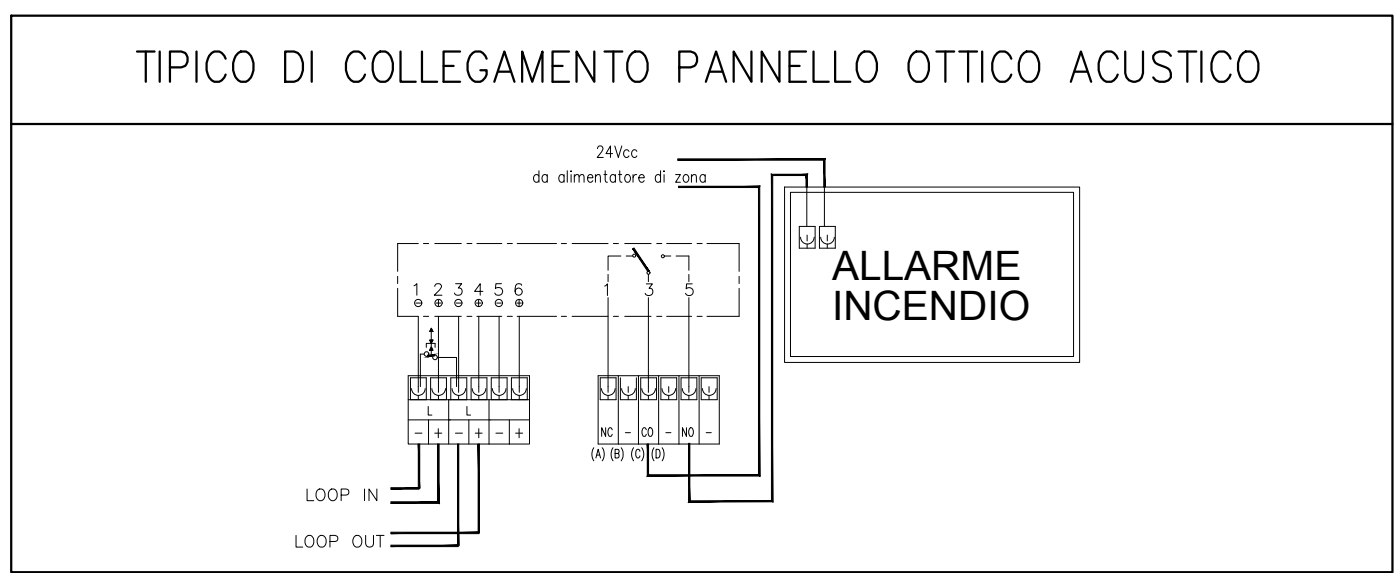 TIPICO DI COLLEGAMENTO PANNELLO OTTICO ACUSTICO
24Vcc
da alimentatore di zona
ALLARME
INCENDIO
1 2 3 4 5 6
1 3 5
⊖ ⊕ ⊖ ⊕ ⊖ ⊕
L L
- + - + - +
NC - CO - NO -
(A) (B) (C) (D)
LOOP IN
LOOP OUT